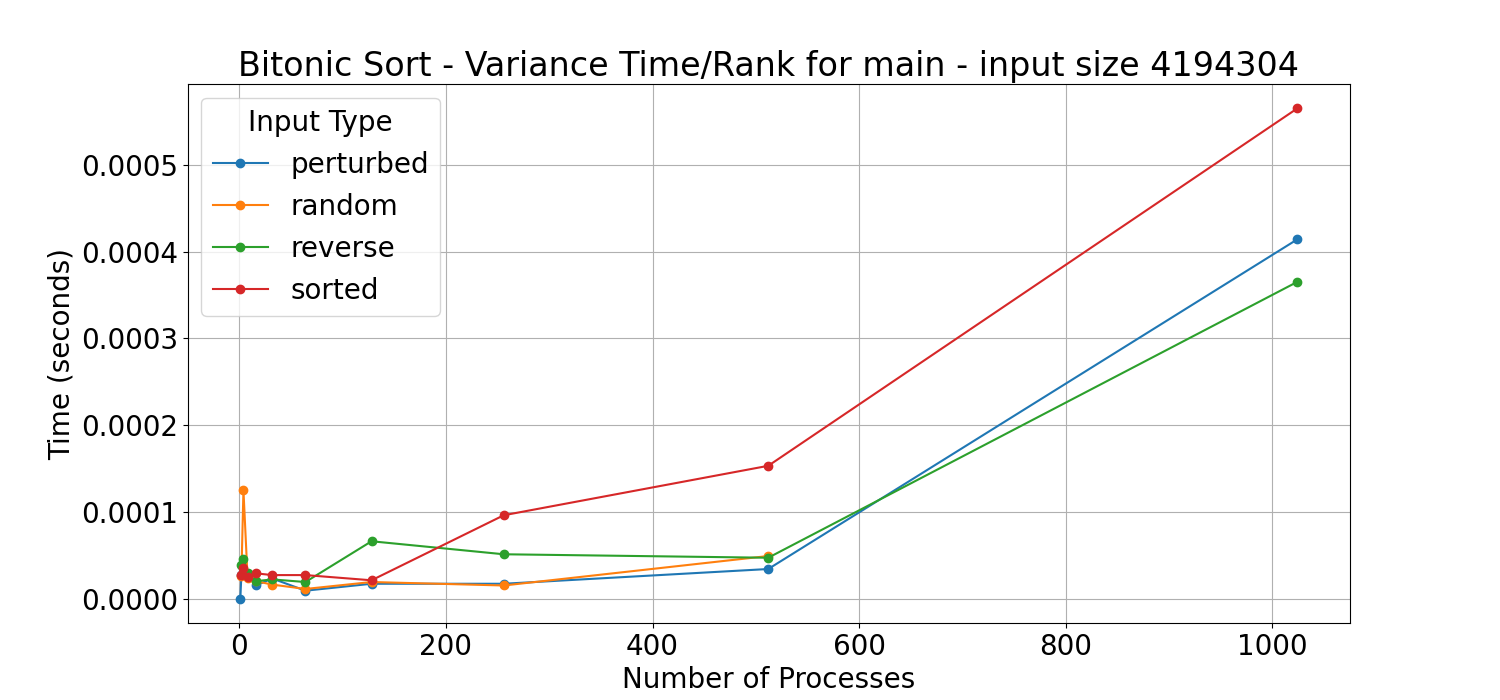 Bitonic Sort - Variance Time/Rank for main - input size 4194304
Input Type
perturbed
random
reverse
sorted
0.0005
0.0004
0.0003
0.0002
0.0001
0.0000
Time (seconds)
0 200 400 600 800 1000
Number of Processes